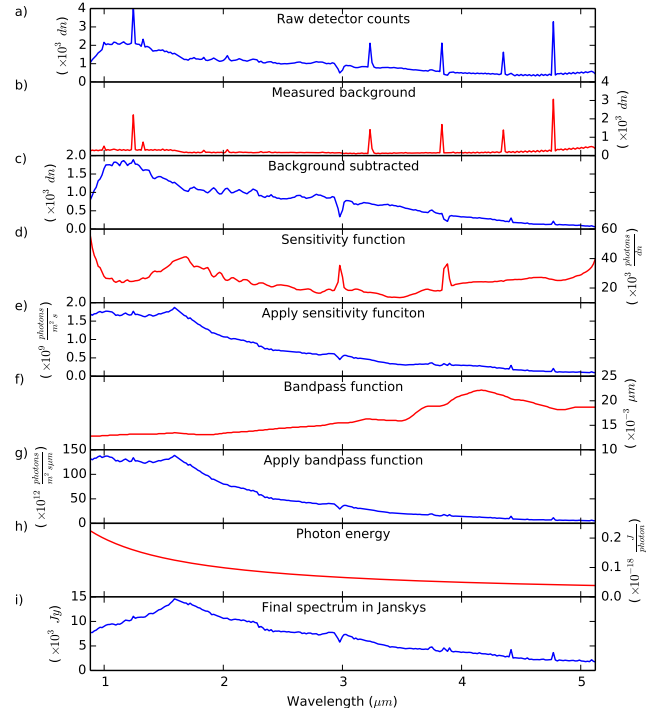 a)
Raw detector counts
4
3
2
1
0
( ×10³ dn)
b)
Measured background
4
3
2
1
0
( ×10³ dn)
c)
Background subtracted
2.0
1.5
1.0
0.5
0.0
( ×10³ dn)
d)
Sensitivity function
60
40
20
( ×10³ photons/dn )
e)
Apply sensitivity funciton
2.0
1.5
1.0
0.5
0.0
( ×10⁹ photons/m² s )
f)
Bandpass function
25
20
15
10
( ×10⁻³ μm)
g)
Apply bandpass function
150
100
50
0
( ×10¹² photons/m² sμm )
h)
Photon energy
0.2
0.1
0.0
( ×10⁻¹⁸ J/photon )
i)
Final spectrum in Janskys
15
10
5
0
( ×10³ Jy)
1 2 3 4 5
Wavelength (μm)